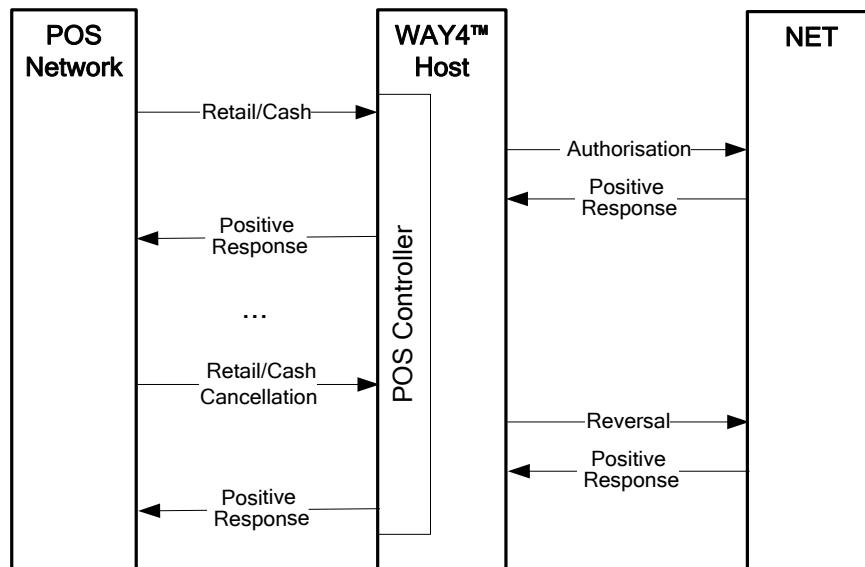 POS
Network
WAY4™
Host
NET
Retail/Cash
Authorisation
Positive
Response
Positive
Response
POS Controller
...
Retail/Cash
Cancellation
Reversal
Positive
Response
Positive
Response